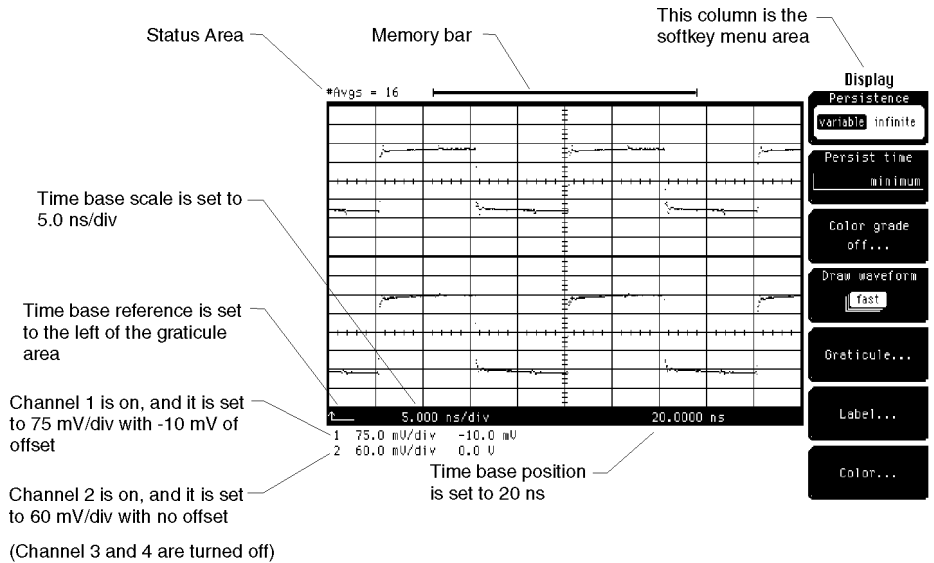 This column is the
softkey menu area
Status Area
Memory bar
Display
#Avgs = 16
Persistence
variable infinite
Persist time
minimum
Color grade
off...
Draw waveform
fast
Graticule...
Label...
Color...
Time base scale is set to
5.0 ns/div
Time base reference is set
to the left of the graticule
area
5.000 ns/div 20.0000 ns
Channel 1 is on, and it is set
to 75 mV/div with -10 mV of
offset
1 75.0 mV/div -10.0 mV
2 60.0 mV/div 0.0 V
Time base position
is set to 20 ns
Channel 2 is on, and it is set
to 60 mV/div with no offset
(Channel 3 and 4 are turned off)